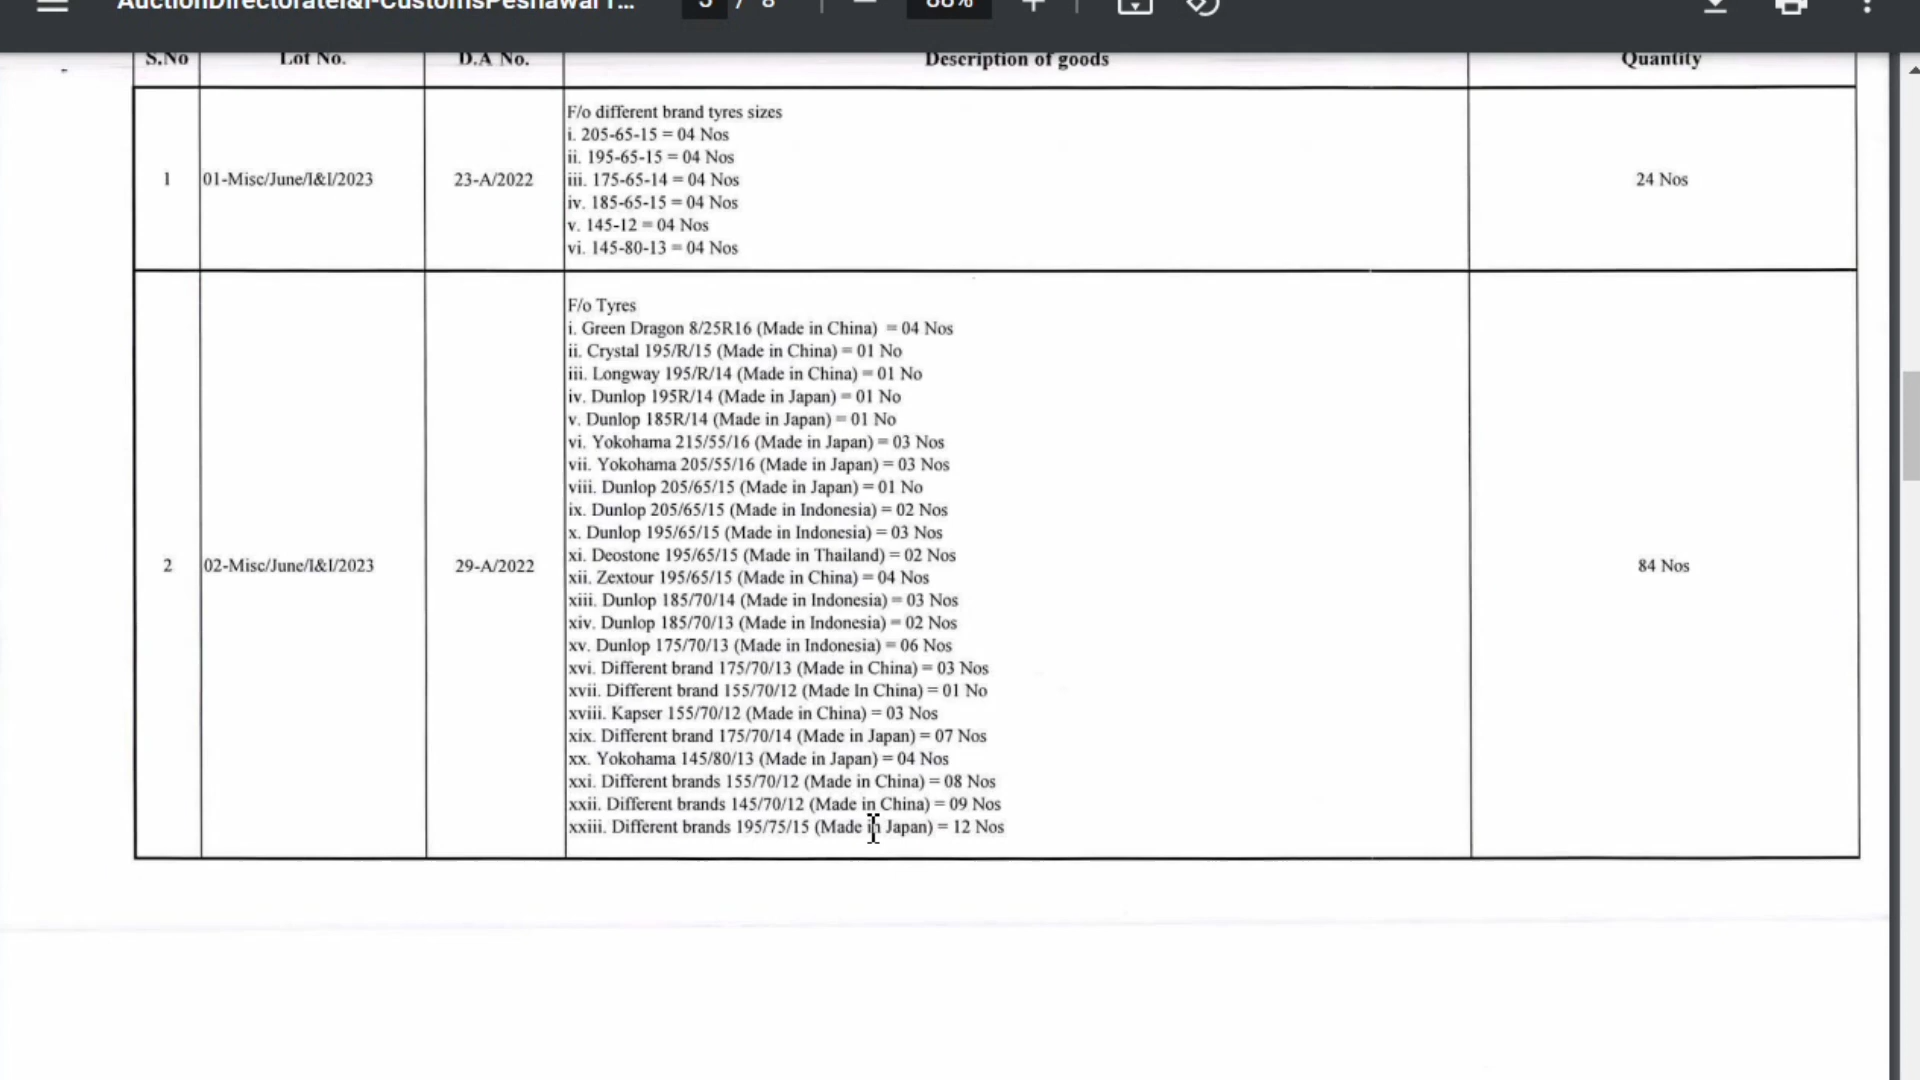 AuctionDirectorateI&I-CustomsPeshawar1...
/ 8
S.No Lot No. D.A No. Description of goods Quantity
1 01-Misc/June/I&I/2023 23-A/2022 24 Nos
F/o different brand tyres sizes
i. 205-65-15 = 04 Nos
ii. 195-65-15 = 04 Nos
iii. 175-65-14 = 04 Nos
iv. 185-65-15 = 04 Nos
v. 145-12 = 04 Nos
vi. 145-80-13 = 04 Nos
2 02-Misc/June/I&I/2023 29-A/2022 84 Nos
F/o Tyres
i. Green Dragon 8/25R16 (Made in China) = 04 Nos
ii. Crystal 195/R/15 (Made in China) = 01 No
iii. Longway 195/R/14 (Made in China) = 01 No
iv. Dunlop 195R/14 (Made in Japan) = 01 No
v. Dunlop 185R/14 (Made in Japan) = 01 No
vi. Yokohama 215/55/16 (Made in Japan) = 03 Nos
vii. Yokohama 205/55/16 (Made in Japan) = 03 Nos
viii. Dunlop 205/65/15 (Made in Japan) = 01 No
ix. Dunlop 205/65/15 (Made in Indonesia) = 02 Nos
x. Dunlop 195/65/15 (Made in Indonesia) = 03 Nos
xi. Deostone 195/65/15 (Made in Thailand) = 02 Nos
xii. Zextour 195/65/15 (Made in China) = 04 Nos
xiii. Dunlop 185/70/14 (Made in Indonesia) = 03 Nos
xiv. Dunlop 185/70/13 (Made in Indonesia) = 02 Nos
xv. Dunlop 175/70/13 (Made in Indonesia) = 06 Nos
xvi. Different brand 175/70/13 (Made in China) = 03 Nos
xvii. Different brand 155/70/12 (Made In China) = 01 No
xviii. Kapser 155/70/12 (Made in China) = 03 Nos
xix. Different brand 175/70/14 (Made in Japan) = 07 Nos
xx. Yokohama 145/80/13 (Made in Japan) = 04 Nos
xxi. Different brands 155/70/12 (Made in China) = 08 Nos
xxii. Different brands 145/70/12 (Made in China) = 09 Nos
xxiii. Different brands 195/75/15 (Made in Japan) = 12 Nos